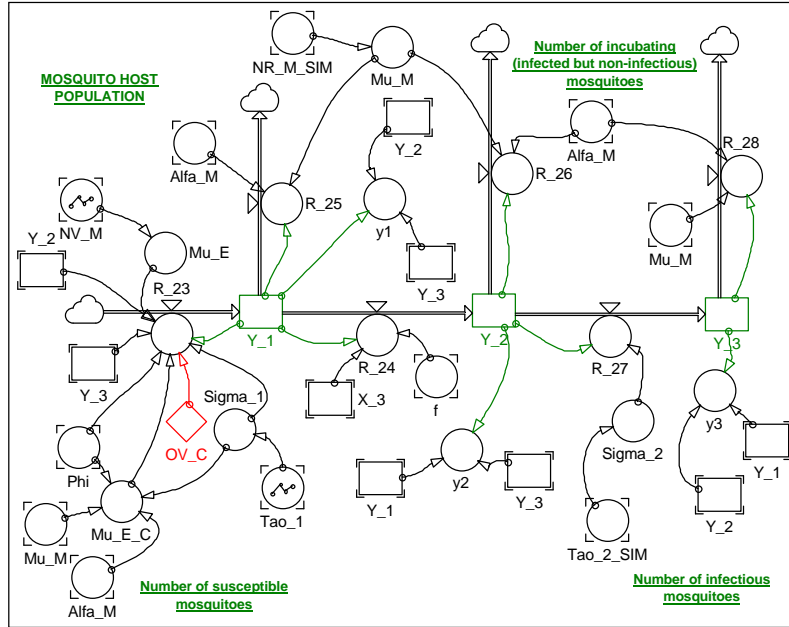 NR_M_SIM
Mu_M
Number of incubating
(infected but non-infectious)
mosquitoes
MOSQUITO HOST
POPULATION
Y_2
Alfa_M
Alfa_M
R_25
R_26
R_28
y1
NV_M
Y_2
Mu_E
Y_3
Mu_M
R_23
Y_1
Y_2
Y_3
R_24
R_27
Y_3
X_3
f
Sigma_1
OV_C
y3
Phi
Sigma_2
Y_1
Y_1
y2
Y_3
Y_2
Mu_E_C
Tao_1
Mu_M
Tao_2_SIM
Alfa_M
Number of susceptible
mosquitoes
Number of infectious
mosquitoes